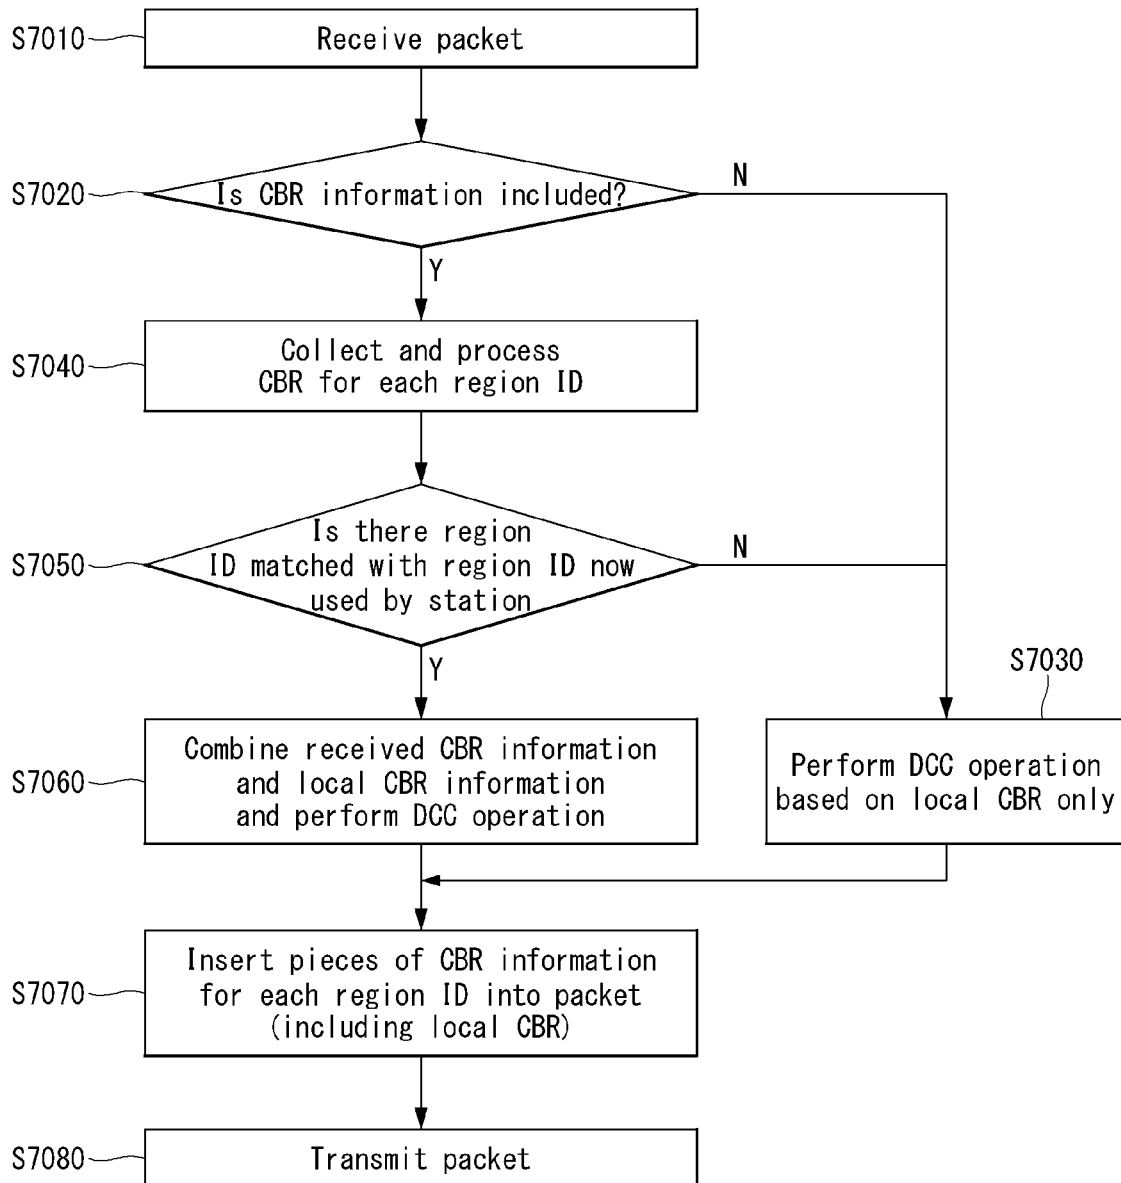 S7010
Receive packet
S7020
Is CBR information included?
N
Y
S7040
Collect and process
CBR for each region ID
S7050
Is there region
ID matched with region ID now
used by station
N
Y
S7030
S7060
Combine received CBR information
and local CBR information
and perform DCC operation
Perform DCC operation
based on local CBR only
S7070
Insert pieces of CBR information
for each region ID into packet
(including local CBR)
S7080
Transmit packet